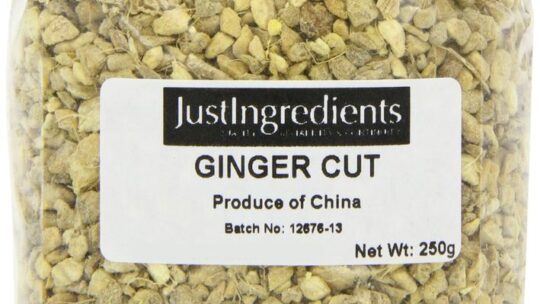 JustIngredients
GINGER CUT
Produce of China
Batch No: 12676-13
Net Wt: 250g